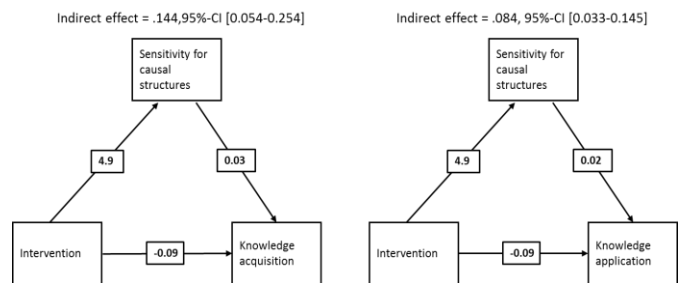 Indirect effect = .144,95%-CI [0.054-0.254]
Sensitivity for
causal
structures
4.9
0.03
Intervention
-0.09
Knowledge
acquisition
Indirect effect = .084, 95%-CI [0.033-0.145]
Sensitivity for
causal
structures
4.9
0.02
Intervention
-0.09
Knowledge
application